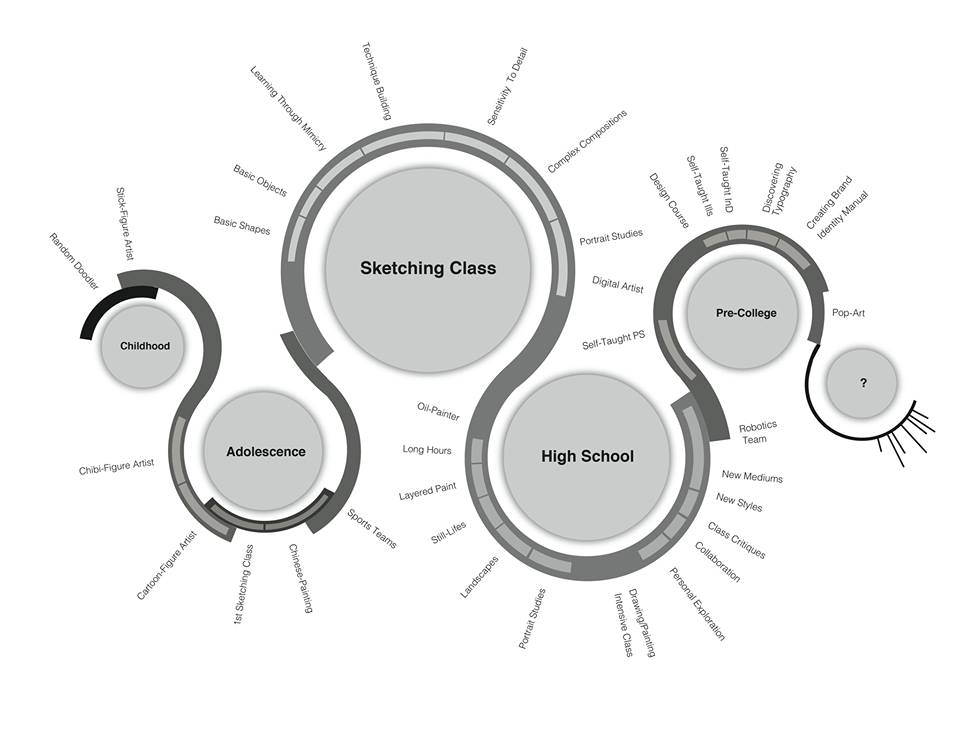 Random Doodler
Stick-Figure Artist
Childhood
Chibi-Figure Artist
Cartoon-Figure Artist
Adolescence
1st Sketching Class
Chinese-Painting
Sports Teams
Basic Shapes
Basic Objects
Learning Through Mimicry
Technique Building
Sensitivity To Detail
Complex Compositions
Portrait Studies
Sketching Class
Oil-Painter
Long Hours
Layered Paint
Still-Lifes
Landscapes
Portrait Studies
High School
Drawing/Painting
Intensive Class
Personal Exploration
Collaboration
Class Critiques
New Styles
New Mediums
Robotics
Team
Self-Taught PS
Digital Artist
Design Course
Self-Taught Ills
Self-Taught InD
Discovering
Typography
Creating Brand
Identity Manual
Pre-College
Pop-Art
?